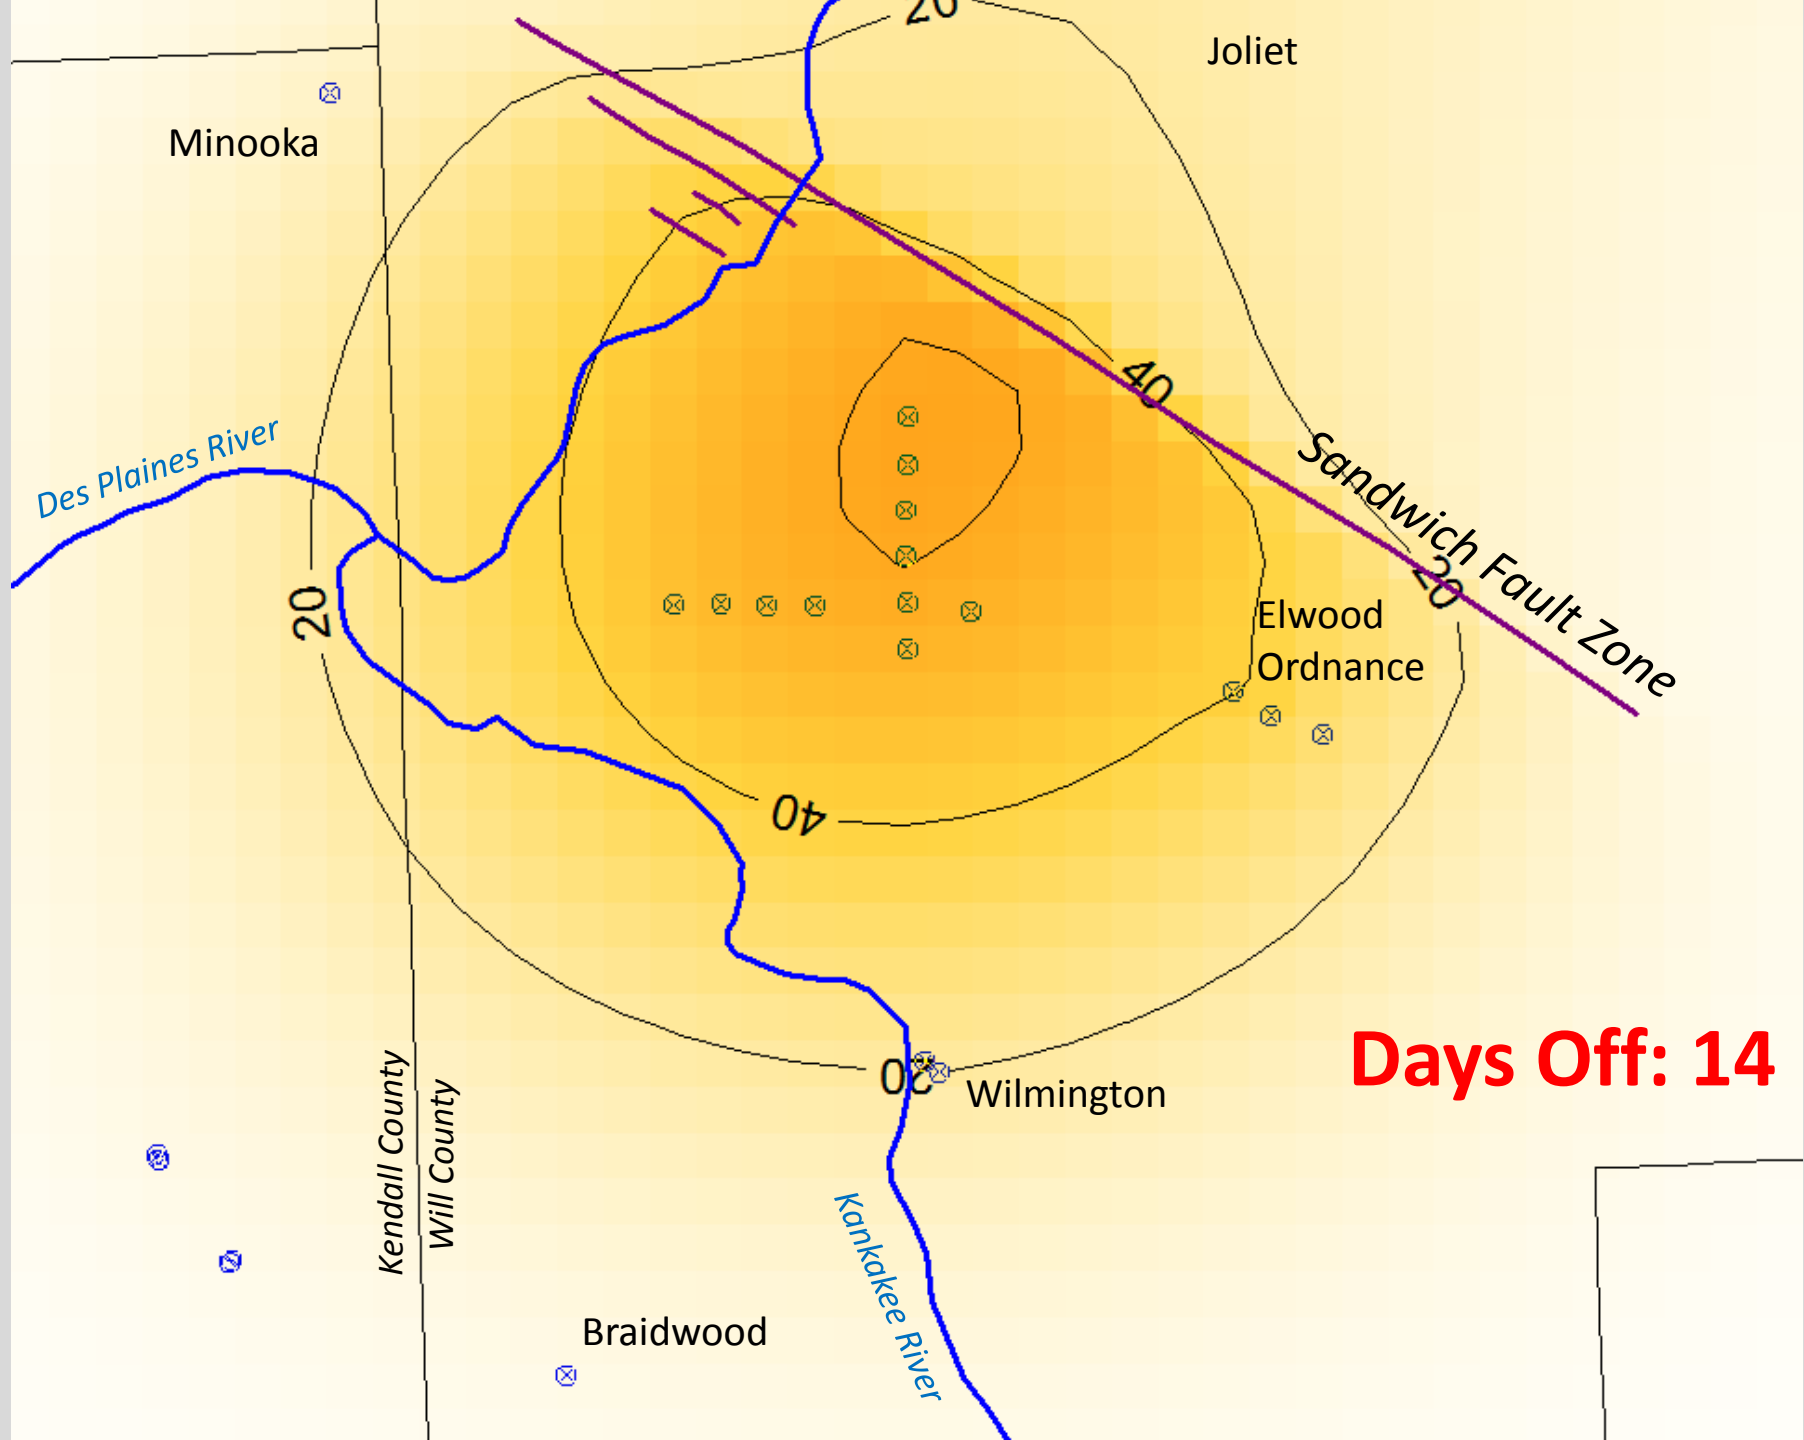 20
Joliet
Minooka
40
Des Plaines River
Sandwich Fault Zone
20
20
Elwood
Ordnance
40
Days Off: 14
20
Wilmington
Kendall County
Will County
Kankakee River
Braidwood